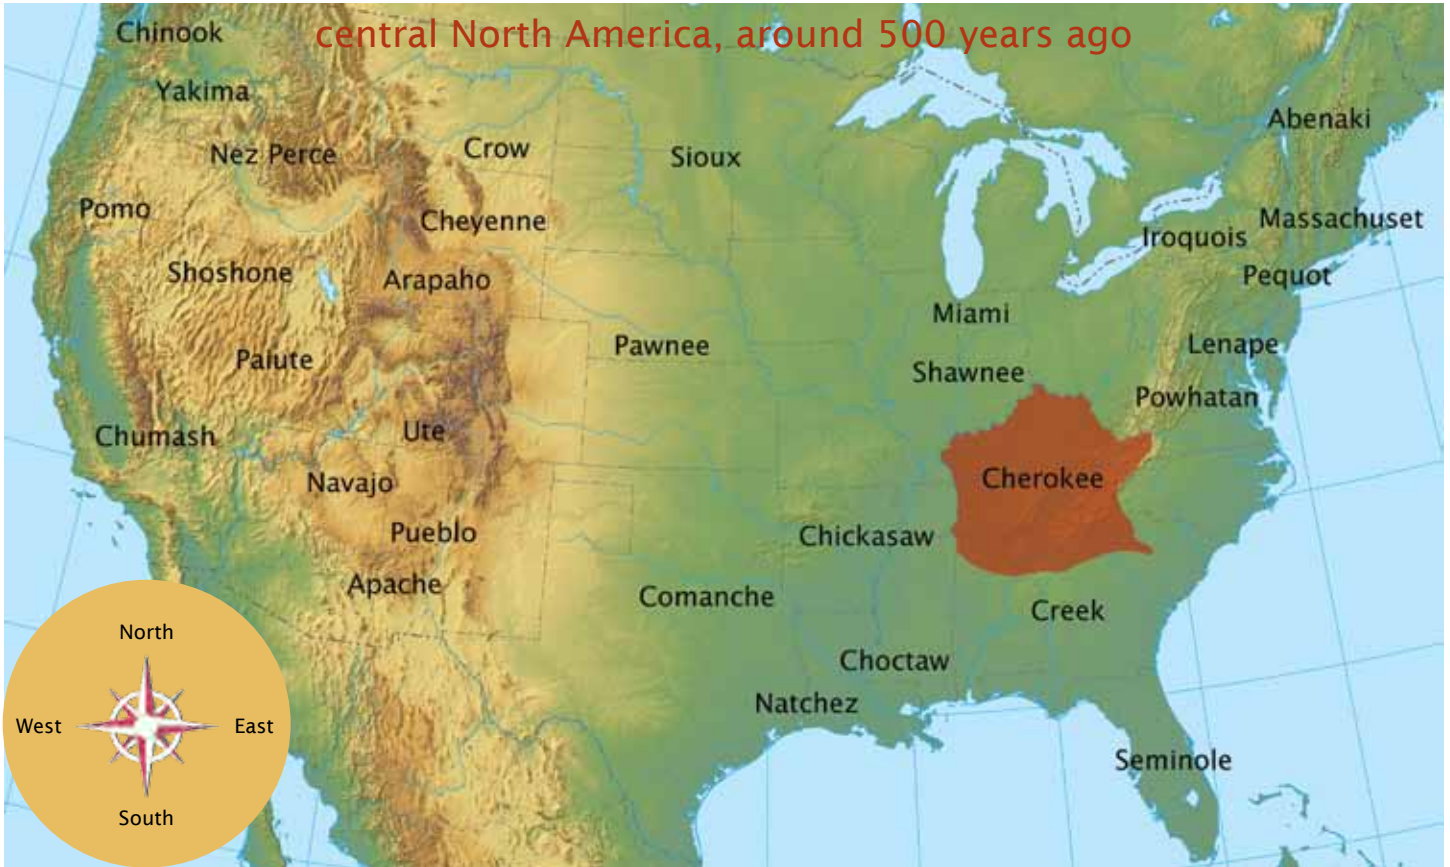 central North America, around 500 years ago
Chinook
Yakima
Abenaki
Nez Perce
Crow
Sioux
Pomo
Cheyenne
Massachuset
Iroquois
Shoshone
Arapaho
Pequot
Miami
Paiute
Pawnee
Lenape
Shawnee
Powhatan
Chumash
Ute
Navajo
Cherokee
Pueblo
Chickasaw
Apache
Comanche
Creek
North
Choctaw
Natchez
West
East
Seminole
South